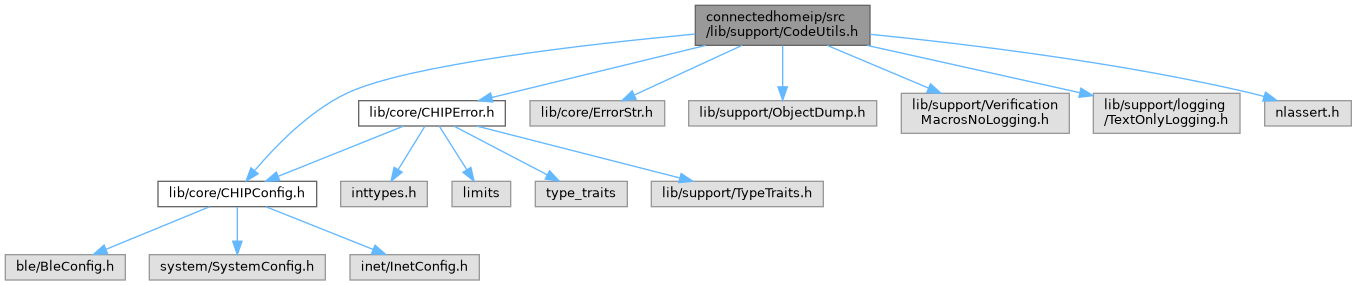 connectedhomeip/src
/lib/support/CodeUtils.h
lib/core/CHIPError.h
lib/core/ErrorStr.h
lib/support/ObjectDump.h
lib/support/Verification
MacrosNoLogging.h
lib/support/logging
/TextOnlyLogging.h
nlassert.h
lib/core/CHIPConfig.h
inttypes.h
limits
type_traits
lib/support/TypeTraits.h
ble/BleConfig.h
system/SystemConfig.h
inet/InetConfig.h